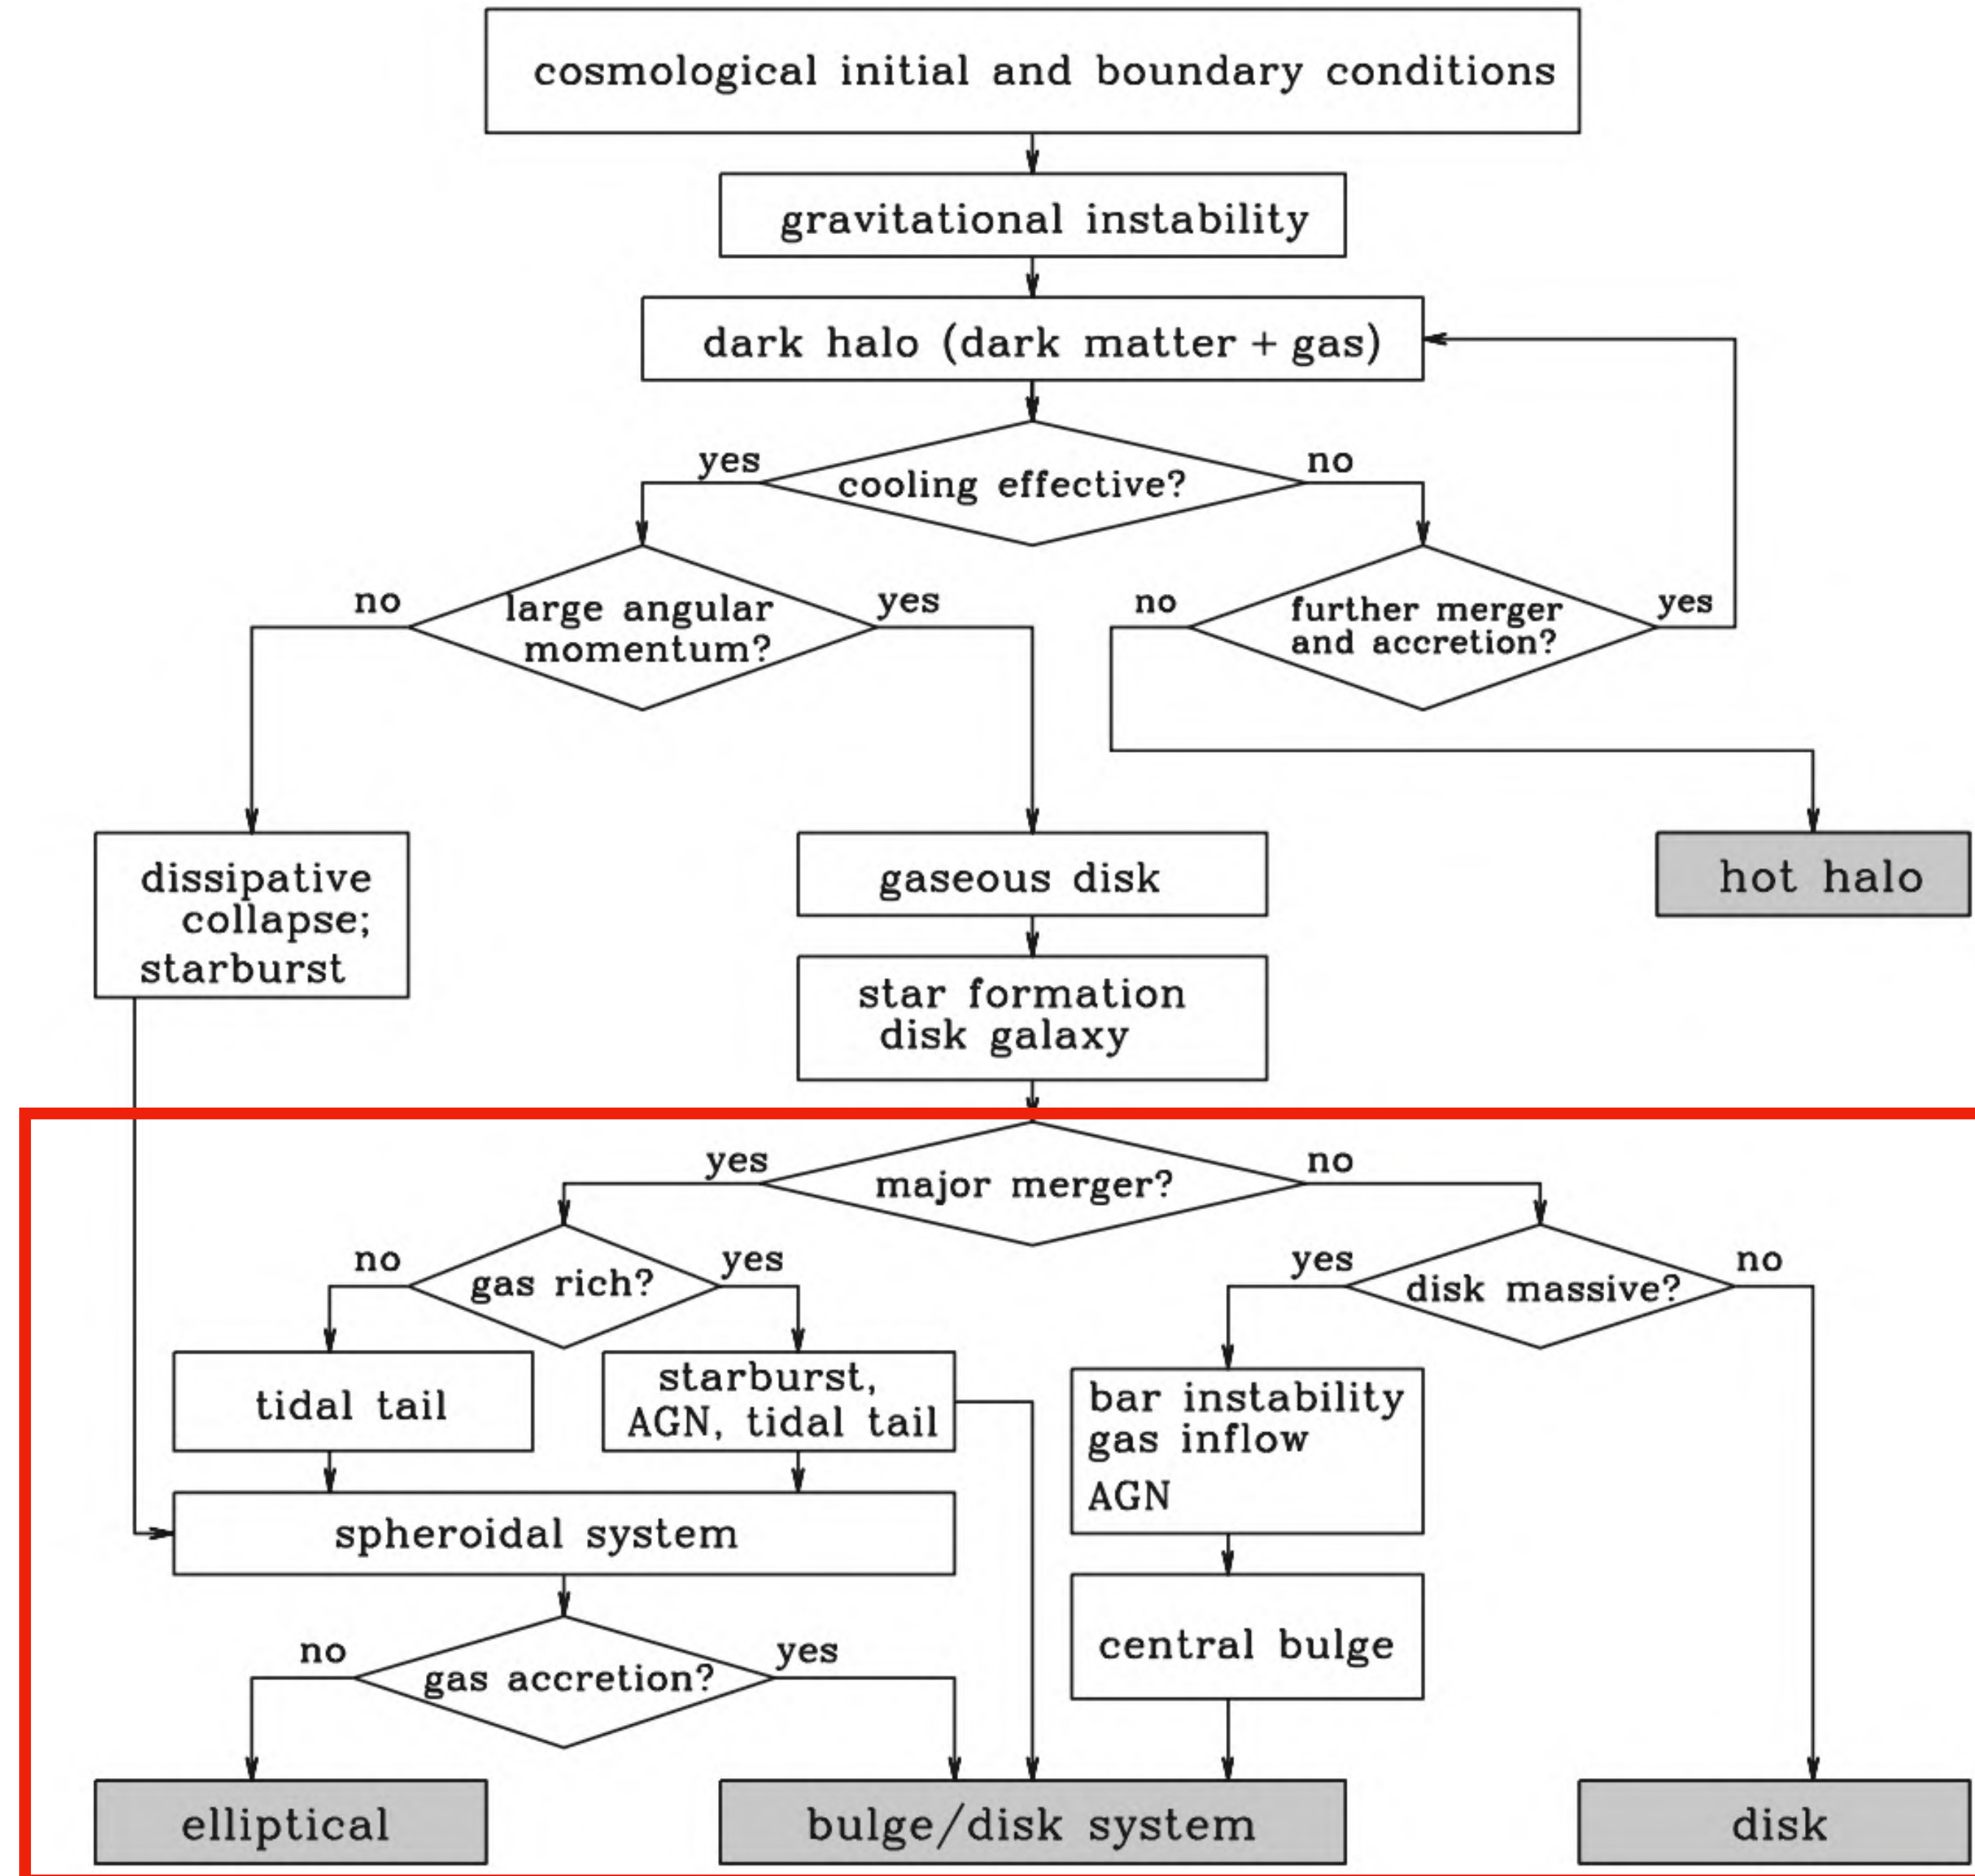 cosmological initial and boundary conditions
gravitational instability
dark halo (dark matter + gas)
yes
no
cooling effective?
no
large angular
momentum?
yes
no
further merger
and accretion?
yes
dissipative
collapse;
starburst
gaseous disk
hot halo
star formation
disk galaxy
yes
major merger?
no
no
gas rich?
yes
yes
disk massive?
no
tidal tail
starburst,
AGN, tidal tail
bar instability
gas inflow
AGN
spheroidal system
central bulge
no
gas accretion?
yes
elliptical
bulge/disk system
disk